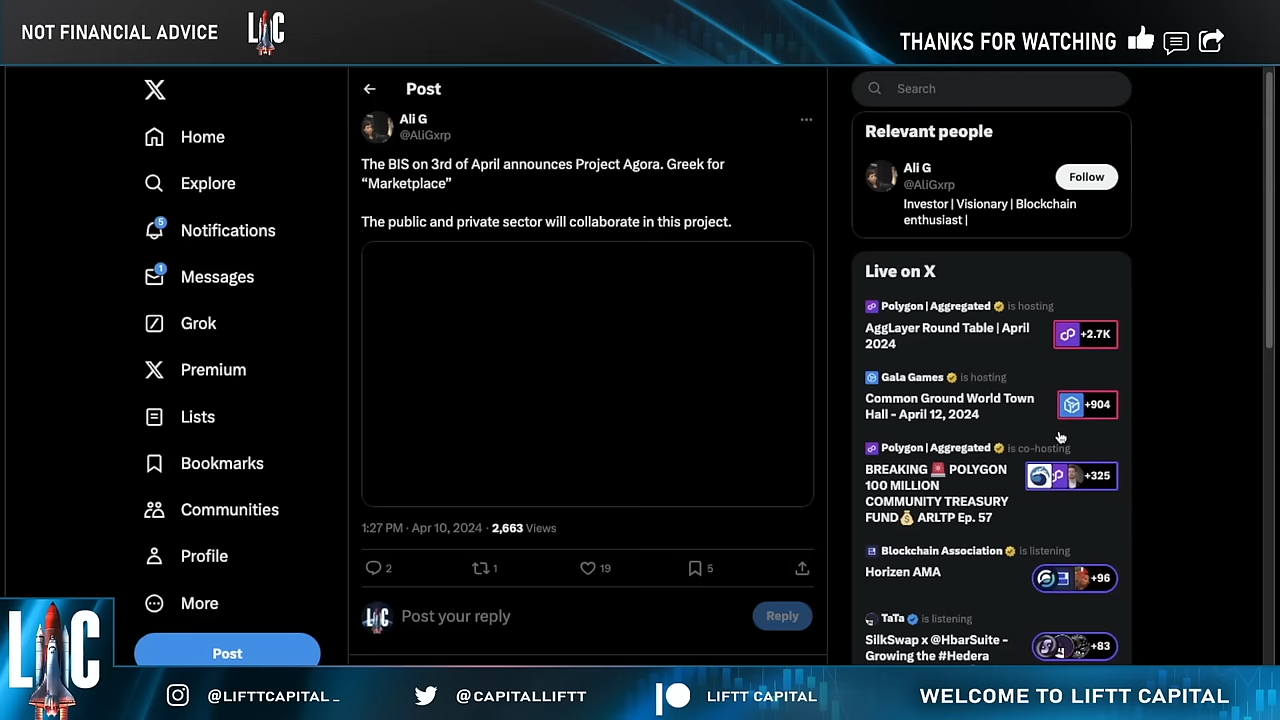 NOT FINANCIAL ADVICE
LC
THANKS FOR WATCHING
Home
Explore
5
Notifications
1
Messages
Grok
Premium
Lists
Bookmarks
Communities
Profile
More
Post
Post
Ali G
@AliGxrp
The BIS on 3rd of April announces Project Agora. Greek for
“Marketplace”
The public and private sector will collaborate in this project.
1:27 PM · Apr 10, 2024 · 2,663 Views
2
1
19
5
Post your reply
Reply
Search
Relevant people
Ali G
@AliGxrp
Follow
Investor | Visionary | Blockchain
enthusiast |
Live on X
Polygon | Aggregated is hosting
AggLayer Round Table | April
2024
+2.7K
Gala Games is hosting
Common Ground World Town
Hall - April 12, 2024
+904
Polygon | Aggregated is co-hosting
BREAKING 🚨 POLYGON
100 MILLION
COMMUNITY TREASURY
FUND💰 ARLTP Ep. 57
+325
Blockchain Association is listening
Horizen AMA
+96
TaTa is listening
SilkSwap x @HbarSuite -
Growing the #Hedera
+83
LC
@LIFTTCAPITAL_
@CAPITALLIFTT
LIFTT CAPITAL
WELCOME TO LIFTT CAPITAL